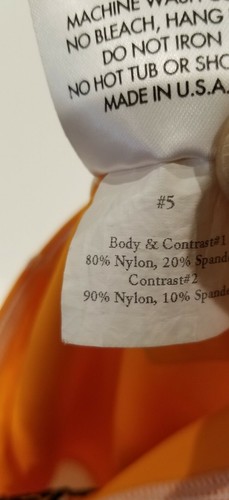 MACHINE WASH
NO BLEACH, HANG
DO NOT IRON
NO HOT TUB OR
MADE IN U.S.A.
#5
Body & Contrast#1
80% Nylon, 20%
Contrast#2
90% Nylon, 10%